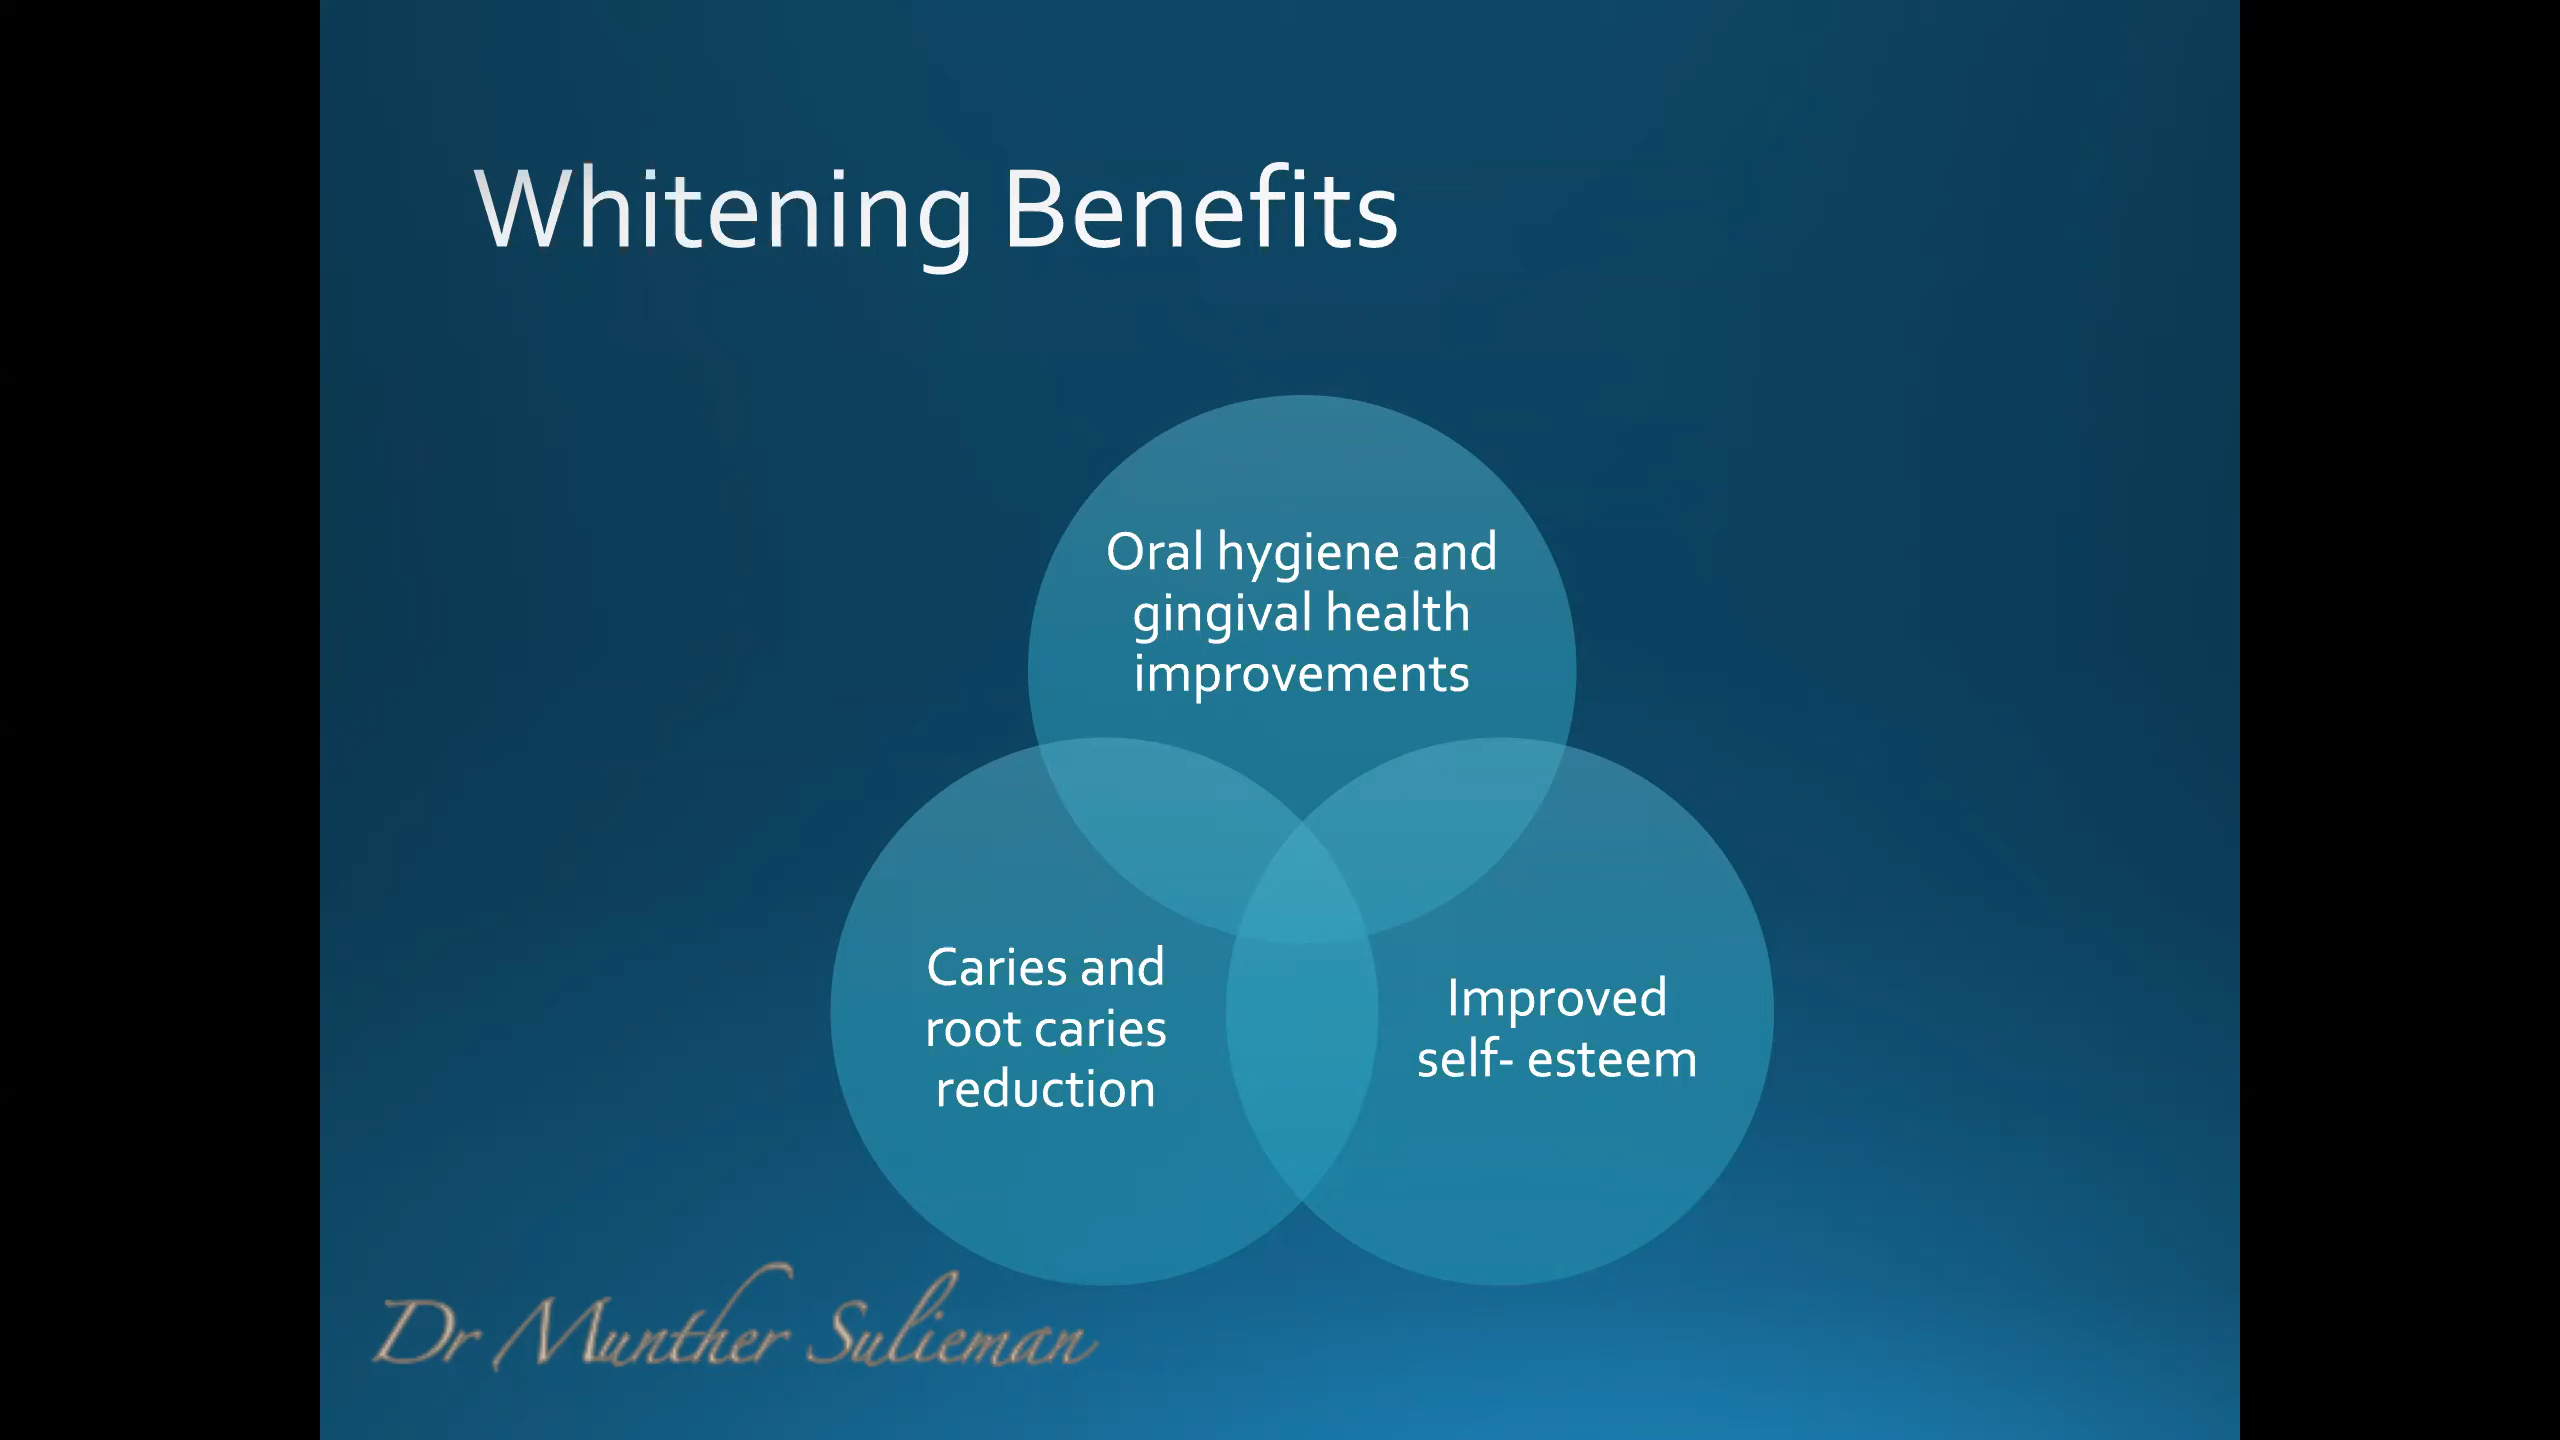 Whitening Benefits
Oral hygiene and
gingival health
improvements
Caries and
root caries
reduction
Improved
self- esteem
Dr Munther Sulieman